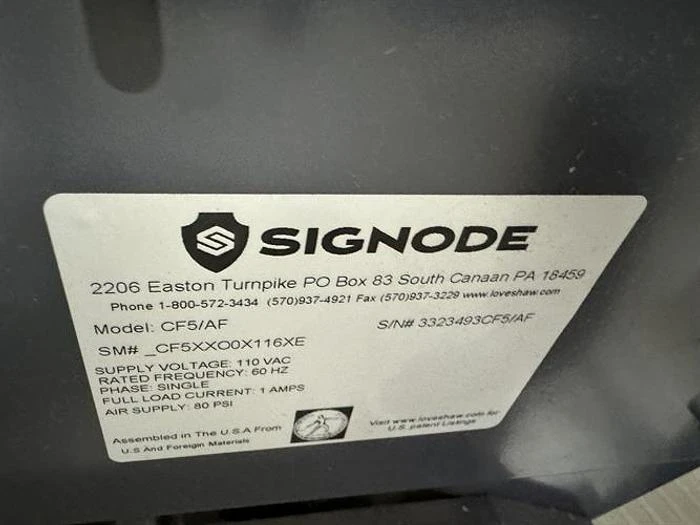 SIGNODE
2206 Easton Turnpike PO Box 83 South Canaan PA 18459
Phone 1-800-572-3434 (570)937-4921 Fax (570)937-3229 www.loveshaw.com
Model: CF5/AF
S/N# 3323493CF5/AF
SM# _CF5XXO0X116XE
SUPPLY VOLTAGE: 110 VAC
RATED FREQUENCY: 60 HZ
PHASE: SINGLE
FULL LOAD CURRENT: 1 AMPS
AIR SUPPLY: 80 PSI
Assembled in The U.S.A From
U.S And Foreigin Materials
Visit www.loveshaw.com for
U.S. patent Listings